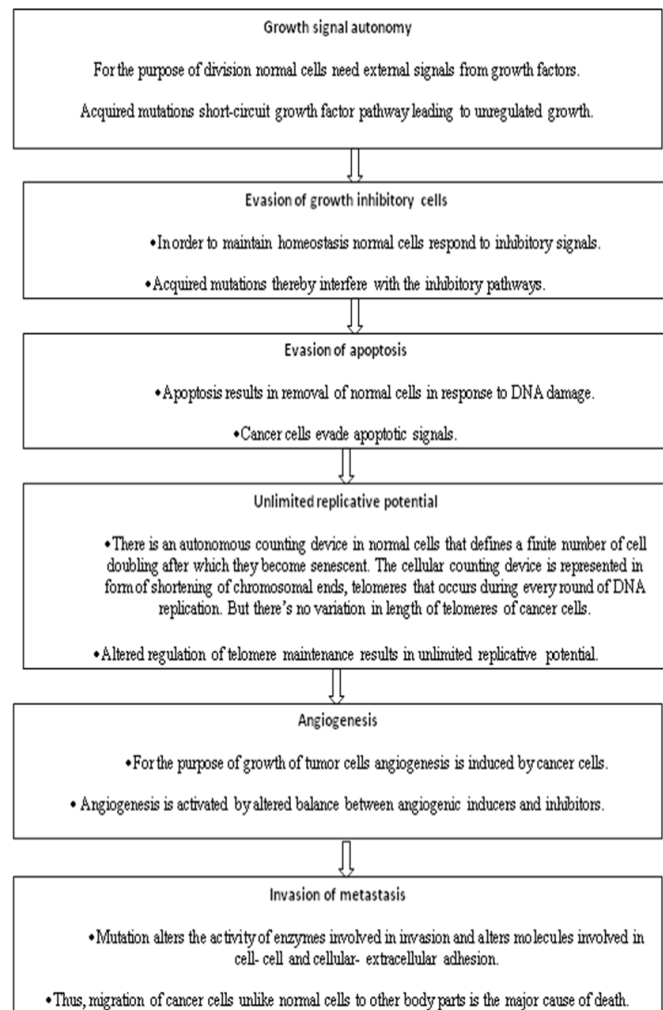 Growth signal autonomy
For the purpose of division normal cells need external signals from growth factors.
Acquired mutations short-circuit growth factor pathway leading to unregulated growth.
Evasion of growth inhibitory cells
•In order to maintain homeostasis normal cells respond to inhibitory signals.
•Acquired mutations thereby interfere with the inhibitory pathways.
Evasion of apoptosis
•Apoptosis results in removal of normal cells in response to DNA damage.
•Cancer cells evade apoptotic signals.
Unlimited replicative potential
•There is an autonomous counting device in normal cells that defines a finite number of cell
doubling after which they become senescent. The cellular counting device is represented in
form of shortening of chromosomal ends, telomeres that occurs during every round of DNA
replication. But there's no variation in length of telomeres of cancer cells.
•Altered regulation of telomere maintenance results in unlimited replicative potential.
Angiogenesis
•For the purpose of growth of tumor cells angiogenesis is induced by cancer cells.
• Angiogenesis is activated by altered balance between angiogenic inducers and inhibitors.
Invasion of metastasis
•Mutation alters the activity of enzymes involved in invasion and alters molecules involved in
cell- cell and cellular- extracellular adhesion.
•Thus, migration of cancer cells unlike normal cells to other body parts is the major cause of death.